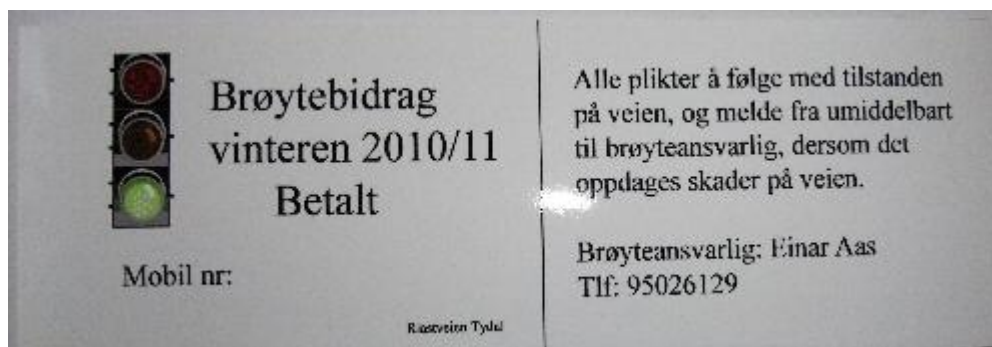 Brøytebidrag
vinteren 2010/11
Betalt
Mobil nr:
Tydal
Alle plikter å følge med tilstanden
på veien, og melde fra umiddelbart
til brøyteansvarlig, dersom det
oppdages skader på veien.
Brøyteansvarlig: Einar Aas
Tlf: 95026129